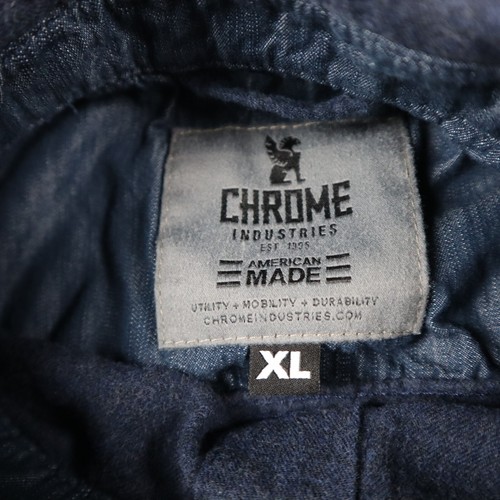 CHROME
INDUSTRIES
EST 1995
AMERICAN
MADE
UTILITY + MOBILITY + DURABILITY
CHROMEINDUSTRIES.COM
XL